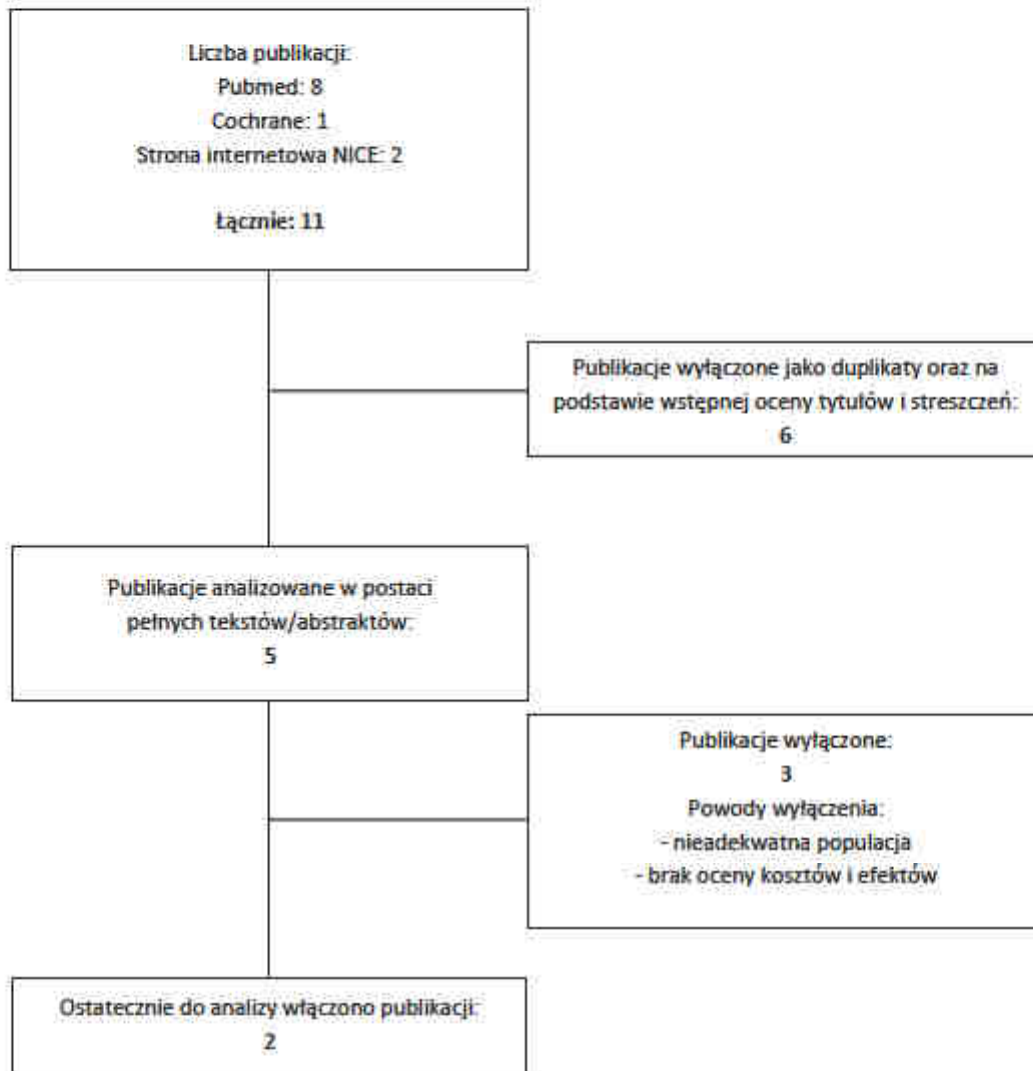 Liczba publikacji:
Pubmed: 8
Cochrane: 1
Strona internetowa NICE: 2
Łącznie: 11
Publikacje wyłączone jako duplikaty oraz na
podstawie wstępnej oceny tytułów i streszczeń:
6
Publikacje analizowane w postaci
pełnych tekstów/abstraktów:
5
Publikacje wyłączone:
3
Powody wyłączenia:
- nieadekwatna populacja
- brak oceny kosztów i efektów
Ostatecznie do analizy włączono publikacji:
2